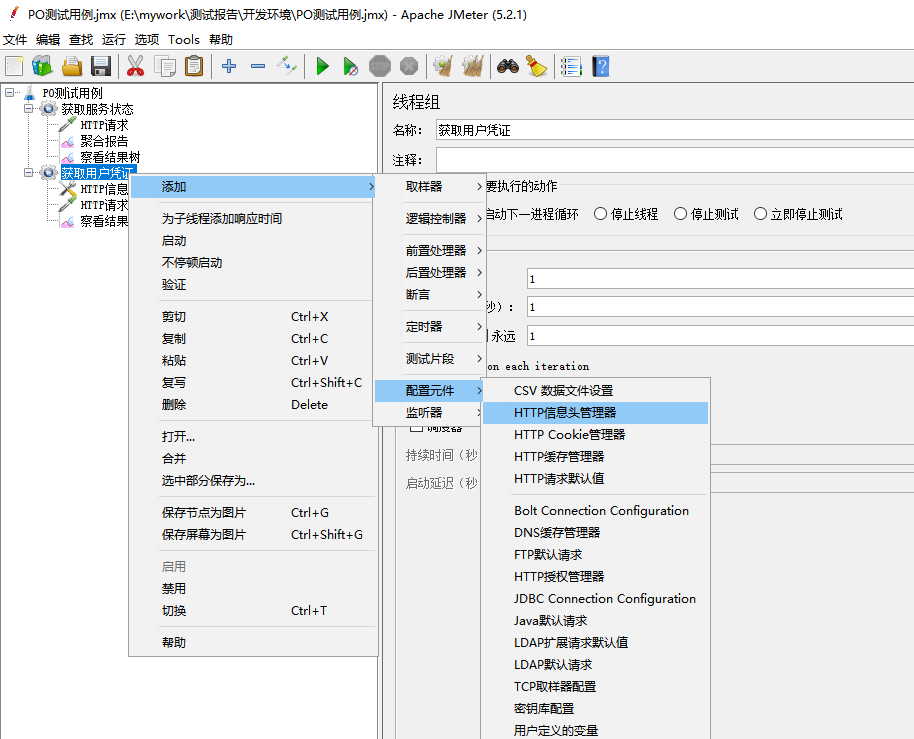 PO测试用例.jmx (E:\mywork\测试报告\开发环境\PO测试用例.jmx) - Apache JMeter (5.2.1)
文件 编辑 查找 运行 选项 Tools 帮助
PO测试用例
获取服务状态
HTTP请求
聚合报告
察看结果树
获取用户凭证
HTTP信息
HTTP请求
察看结果
添加
为子线程添加响应时间
启动
不停顿启动
验证
剪切 Ctrl+X
复制 Ctrl+C
粘贴 Ctrl+V
复写 Ctrl+Shift+C
删除 Delete
打开...
合并
选中部分保存为...
保存节点为图片 Ctrl+G
保存屏幕为图片 Ctrl+Shift+G
启用
禁用
切换 Ctrl+T
帮助
取样器
逻辑控制器
前置处理器
后置处理器
断言
定时器
测试片段
配置元件
监听器
CSV 数据文件设置
HTTP信息头管理器
HTTP Cookie管理器
HTTP缓存管理器
HTTP请求默认值
Bolt Connection Configuration
DNS缓存管理器
FTP默认请求
HTTP授权管理器
JDBC Connection Configuration
Java默认请求
LDAP扩展请求默认值
LDAP默认请求
TCP取样器配置
密钥库配置
用户定义的变量
线程组
名称： 获取用户凭证
注释：
要执行的动作
启动下一进程循环 停止线程 停止测试 立即停止测试
1
秒）： 1
永远 1
on each iteration
调度器
持续时间（秒
启动延迟（秒